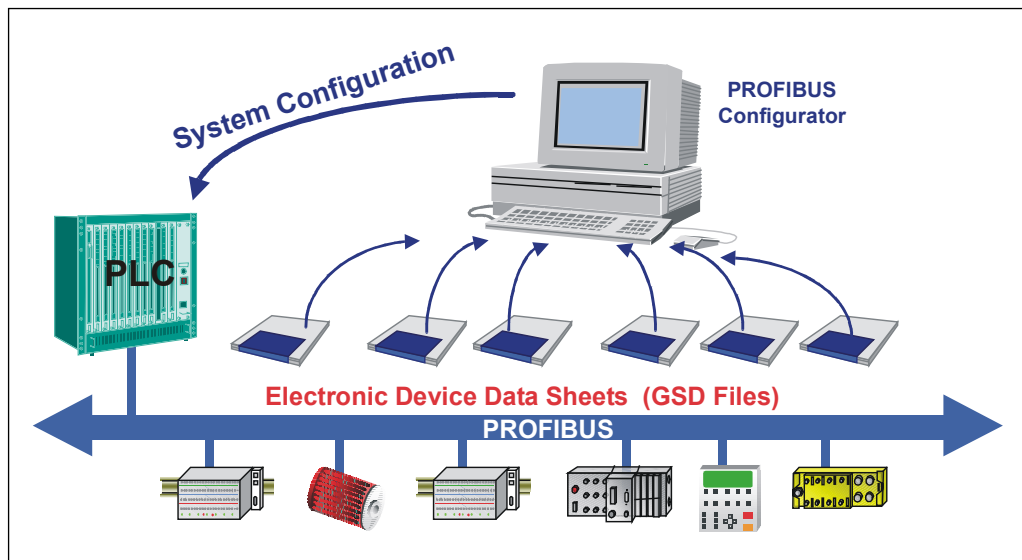 System Configuration
PROFIBUS
Configurator
PLC
Electronic Device Data Sheets (GSD Files)
PROFIBUS